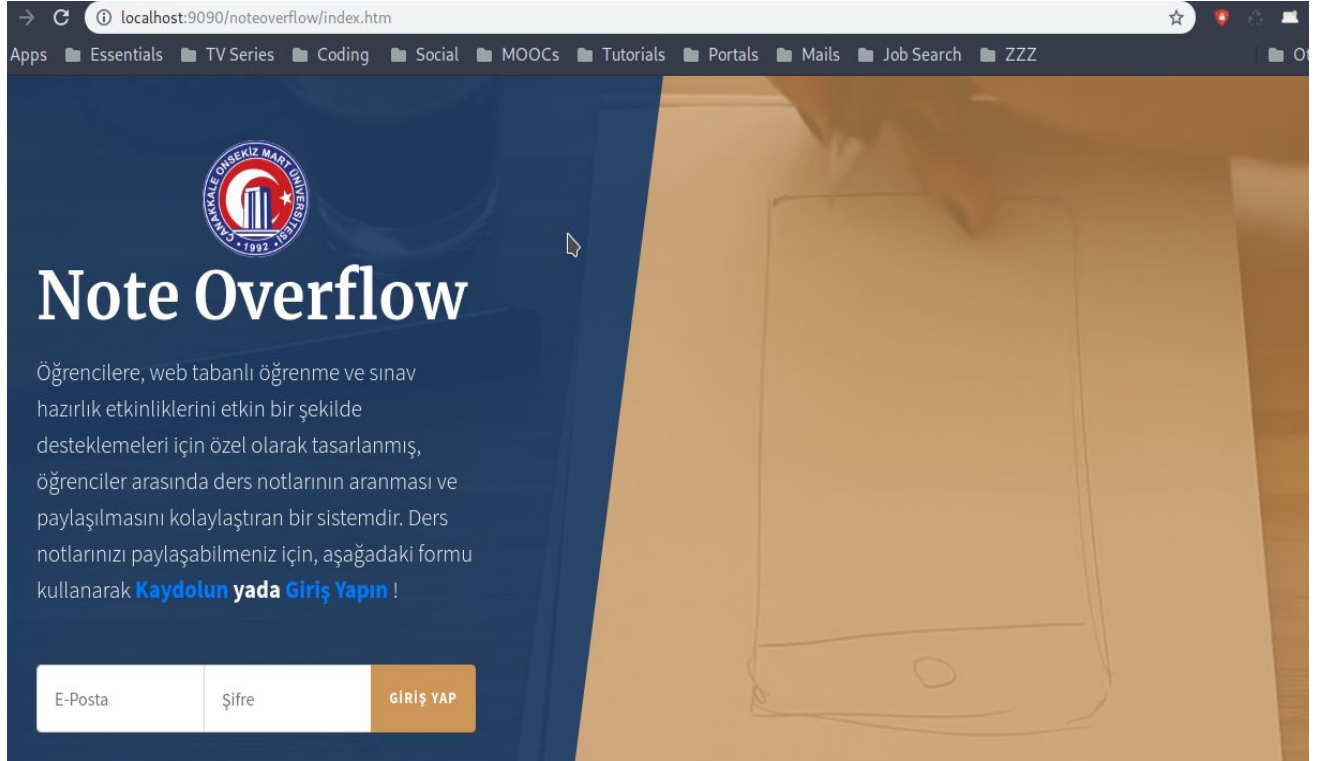 localhost:9090/noteoverflow/index.htm
Apps Essentials TV Series Coding Social MOOCs Tutorials Portals Mails Job Search ZZZ
ÇANAKKALE ONSEKİZ MART ÜNİVERSİTESİ
• 1992 •
Note Overflow
Öğrencilere, web tabanlı öğrenme ve sınav
hazırlık etkinliklerini etkin bir şekilde
desteklemeleri için özel olarak tasarlanmış,
öğrenciler arasında ders notlarının aranması ve
paylaşılmasını kolaylaştıran bir sistemdir. Ders
notlarınızı paylaşabilmeniz için, aşağadaki formu
kullanarak Kaydolun yada Giriş Yapın !
E-Posta Şifre GİRİŞ YAP